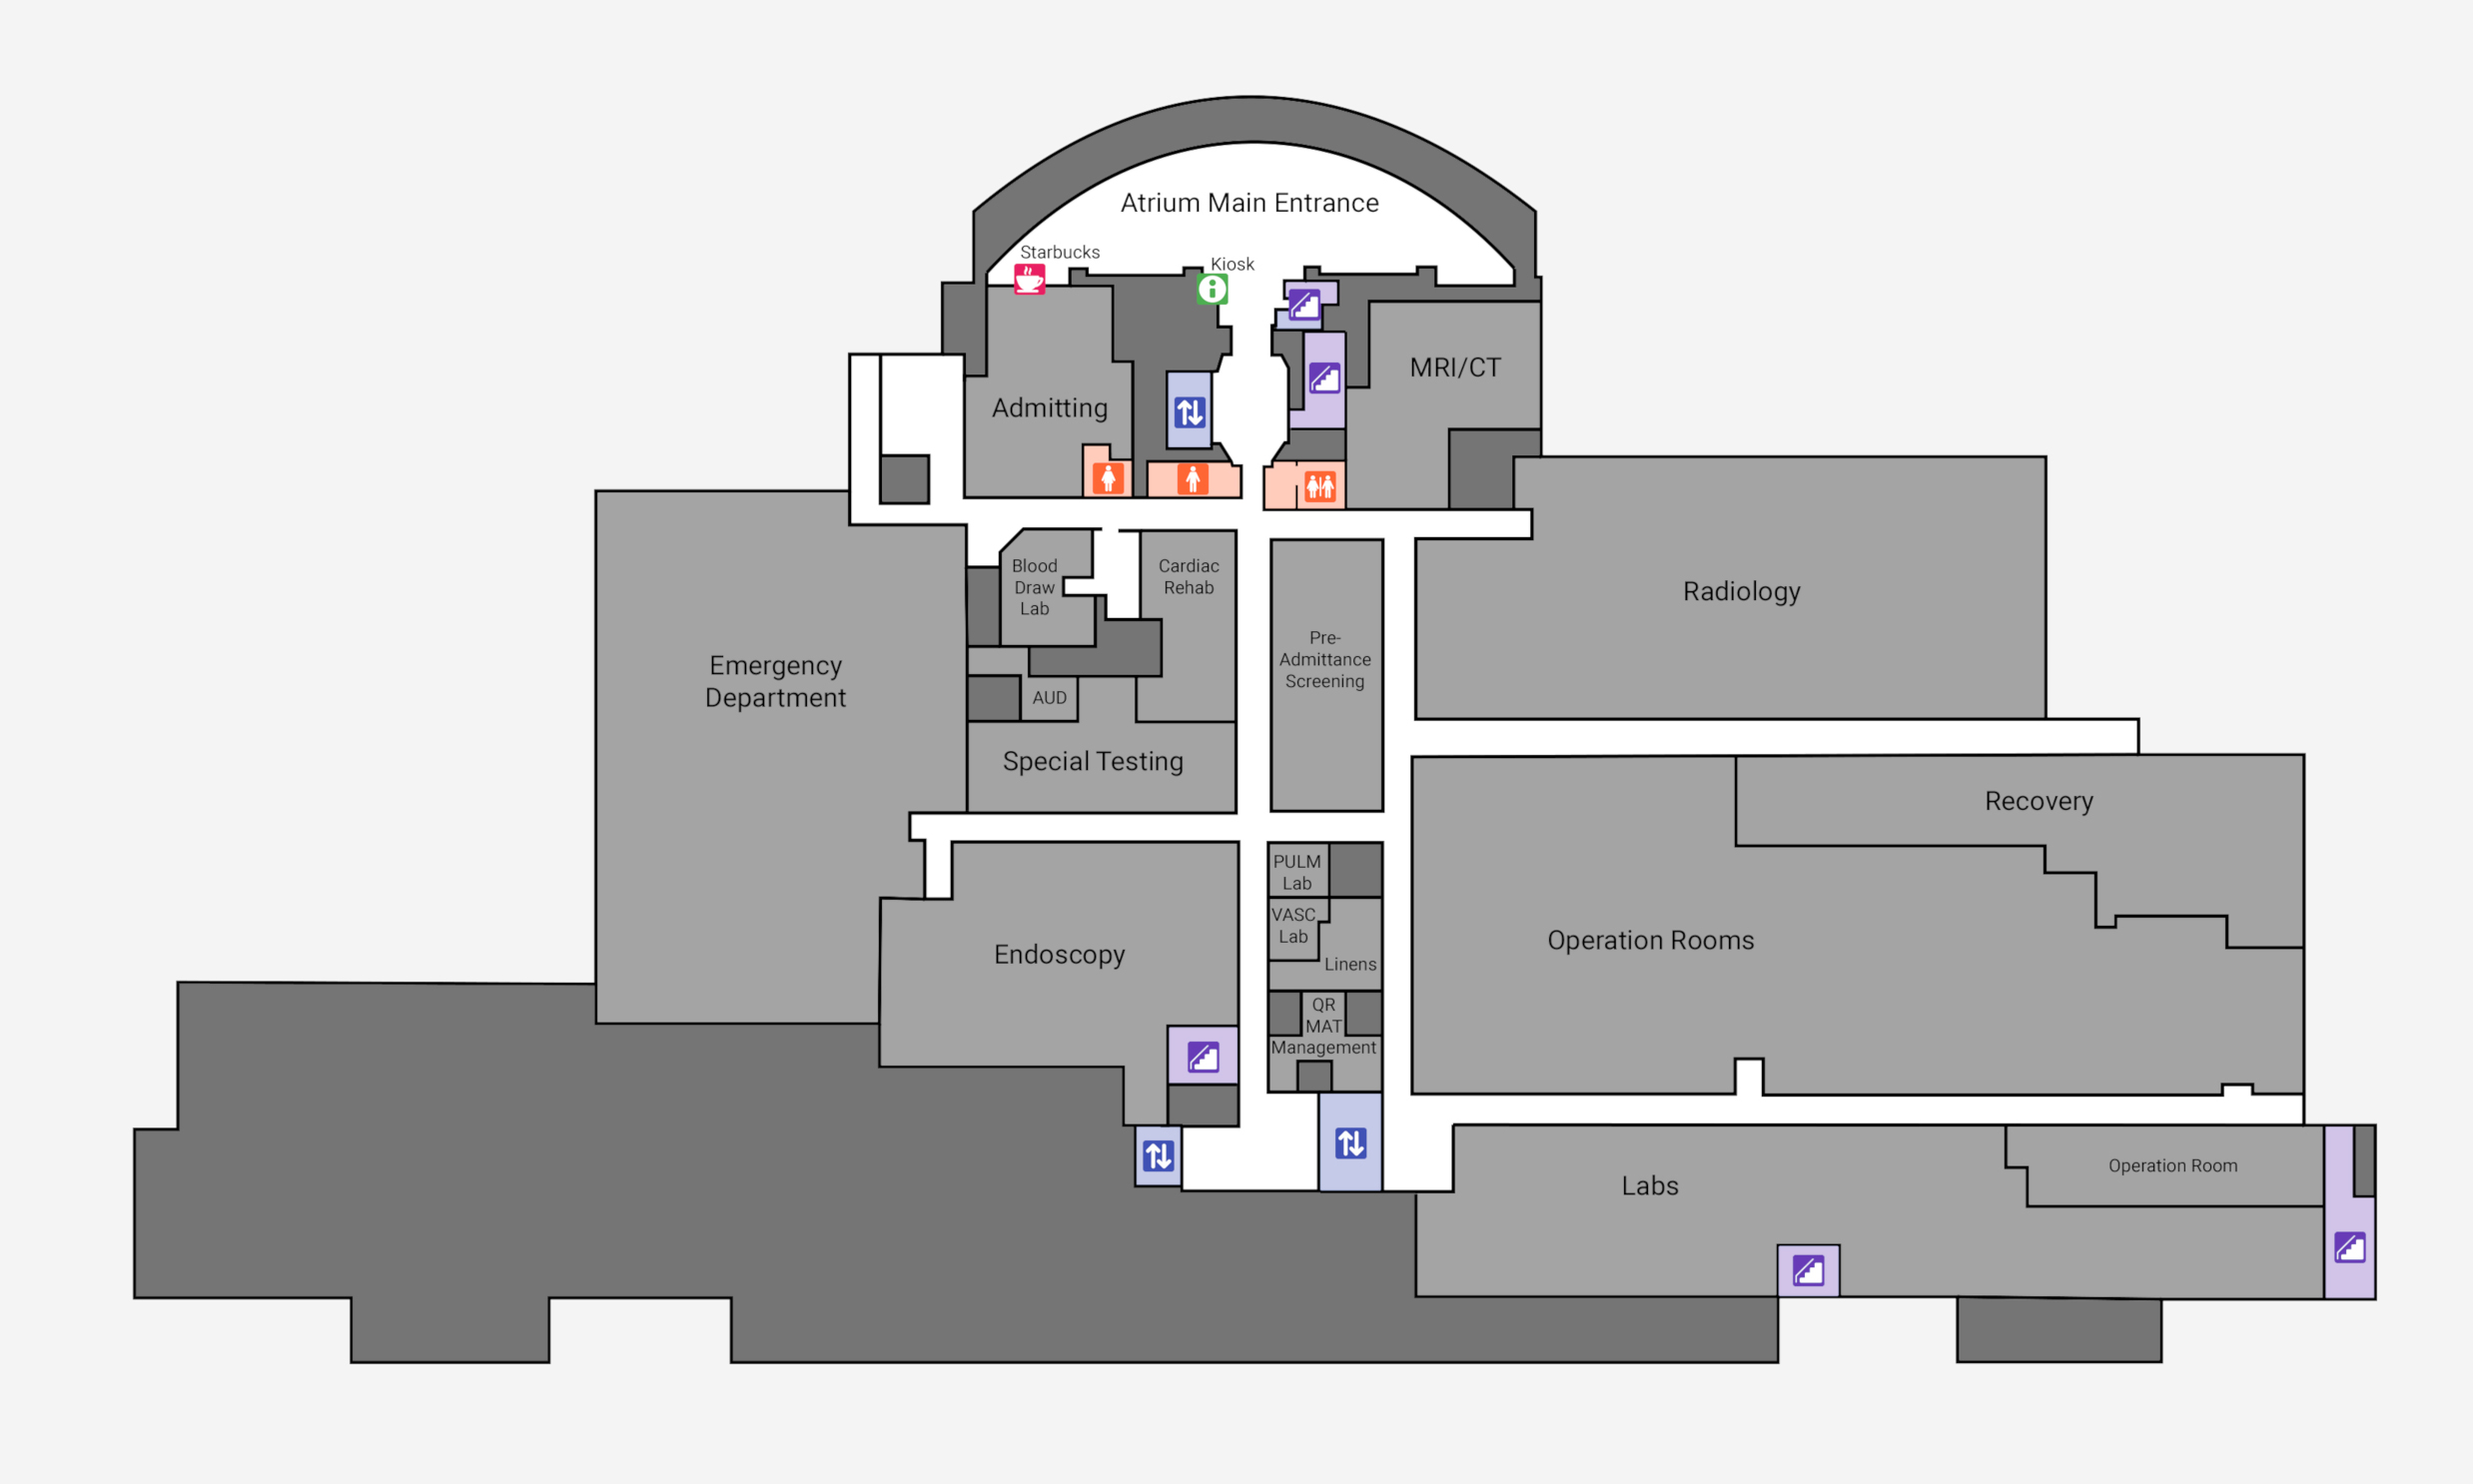 Atrium Main Entrance
Starbucks
Kiosk
MRI/CT
Admitting
Blood
Draw
Lab
Cardiac
Rehab
Radiology
Pre-
Admittance
Screening
Emergency
Department
AUD
Special Testing
Recovery
PULM
Lab
VASC
Lab
Operation Rooms
Endoscopy
Linens
QR
MAT
Management
Operation Room
Labs